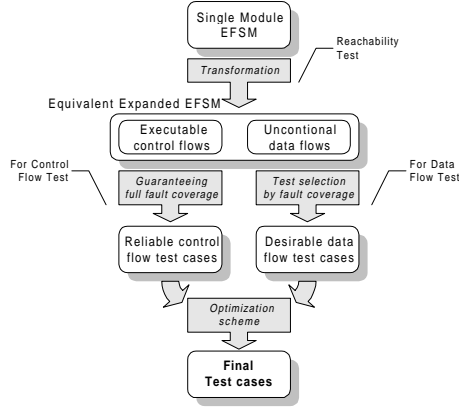 Single Module
EFSM
Reachability
Test
Transformation
Equivalent Expanded EFSM
Executable
control flows
Uncontional
data flows
For Control
Flow Test
For Data
Flow Test
Guaranteeing
full fault coverage
Test selection
by fault coverage
Reliable control
flow test cases
Desirable data
flow test cases
Optimization
scheme
Final
Test cases